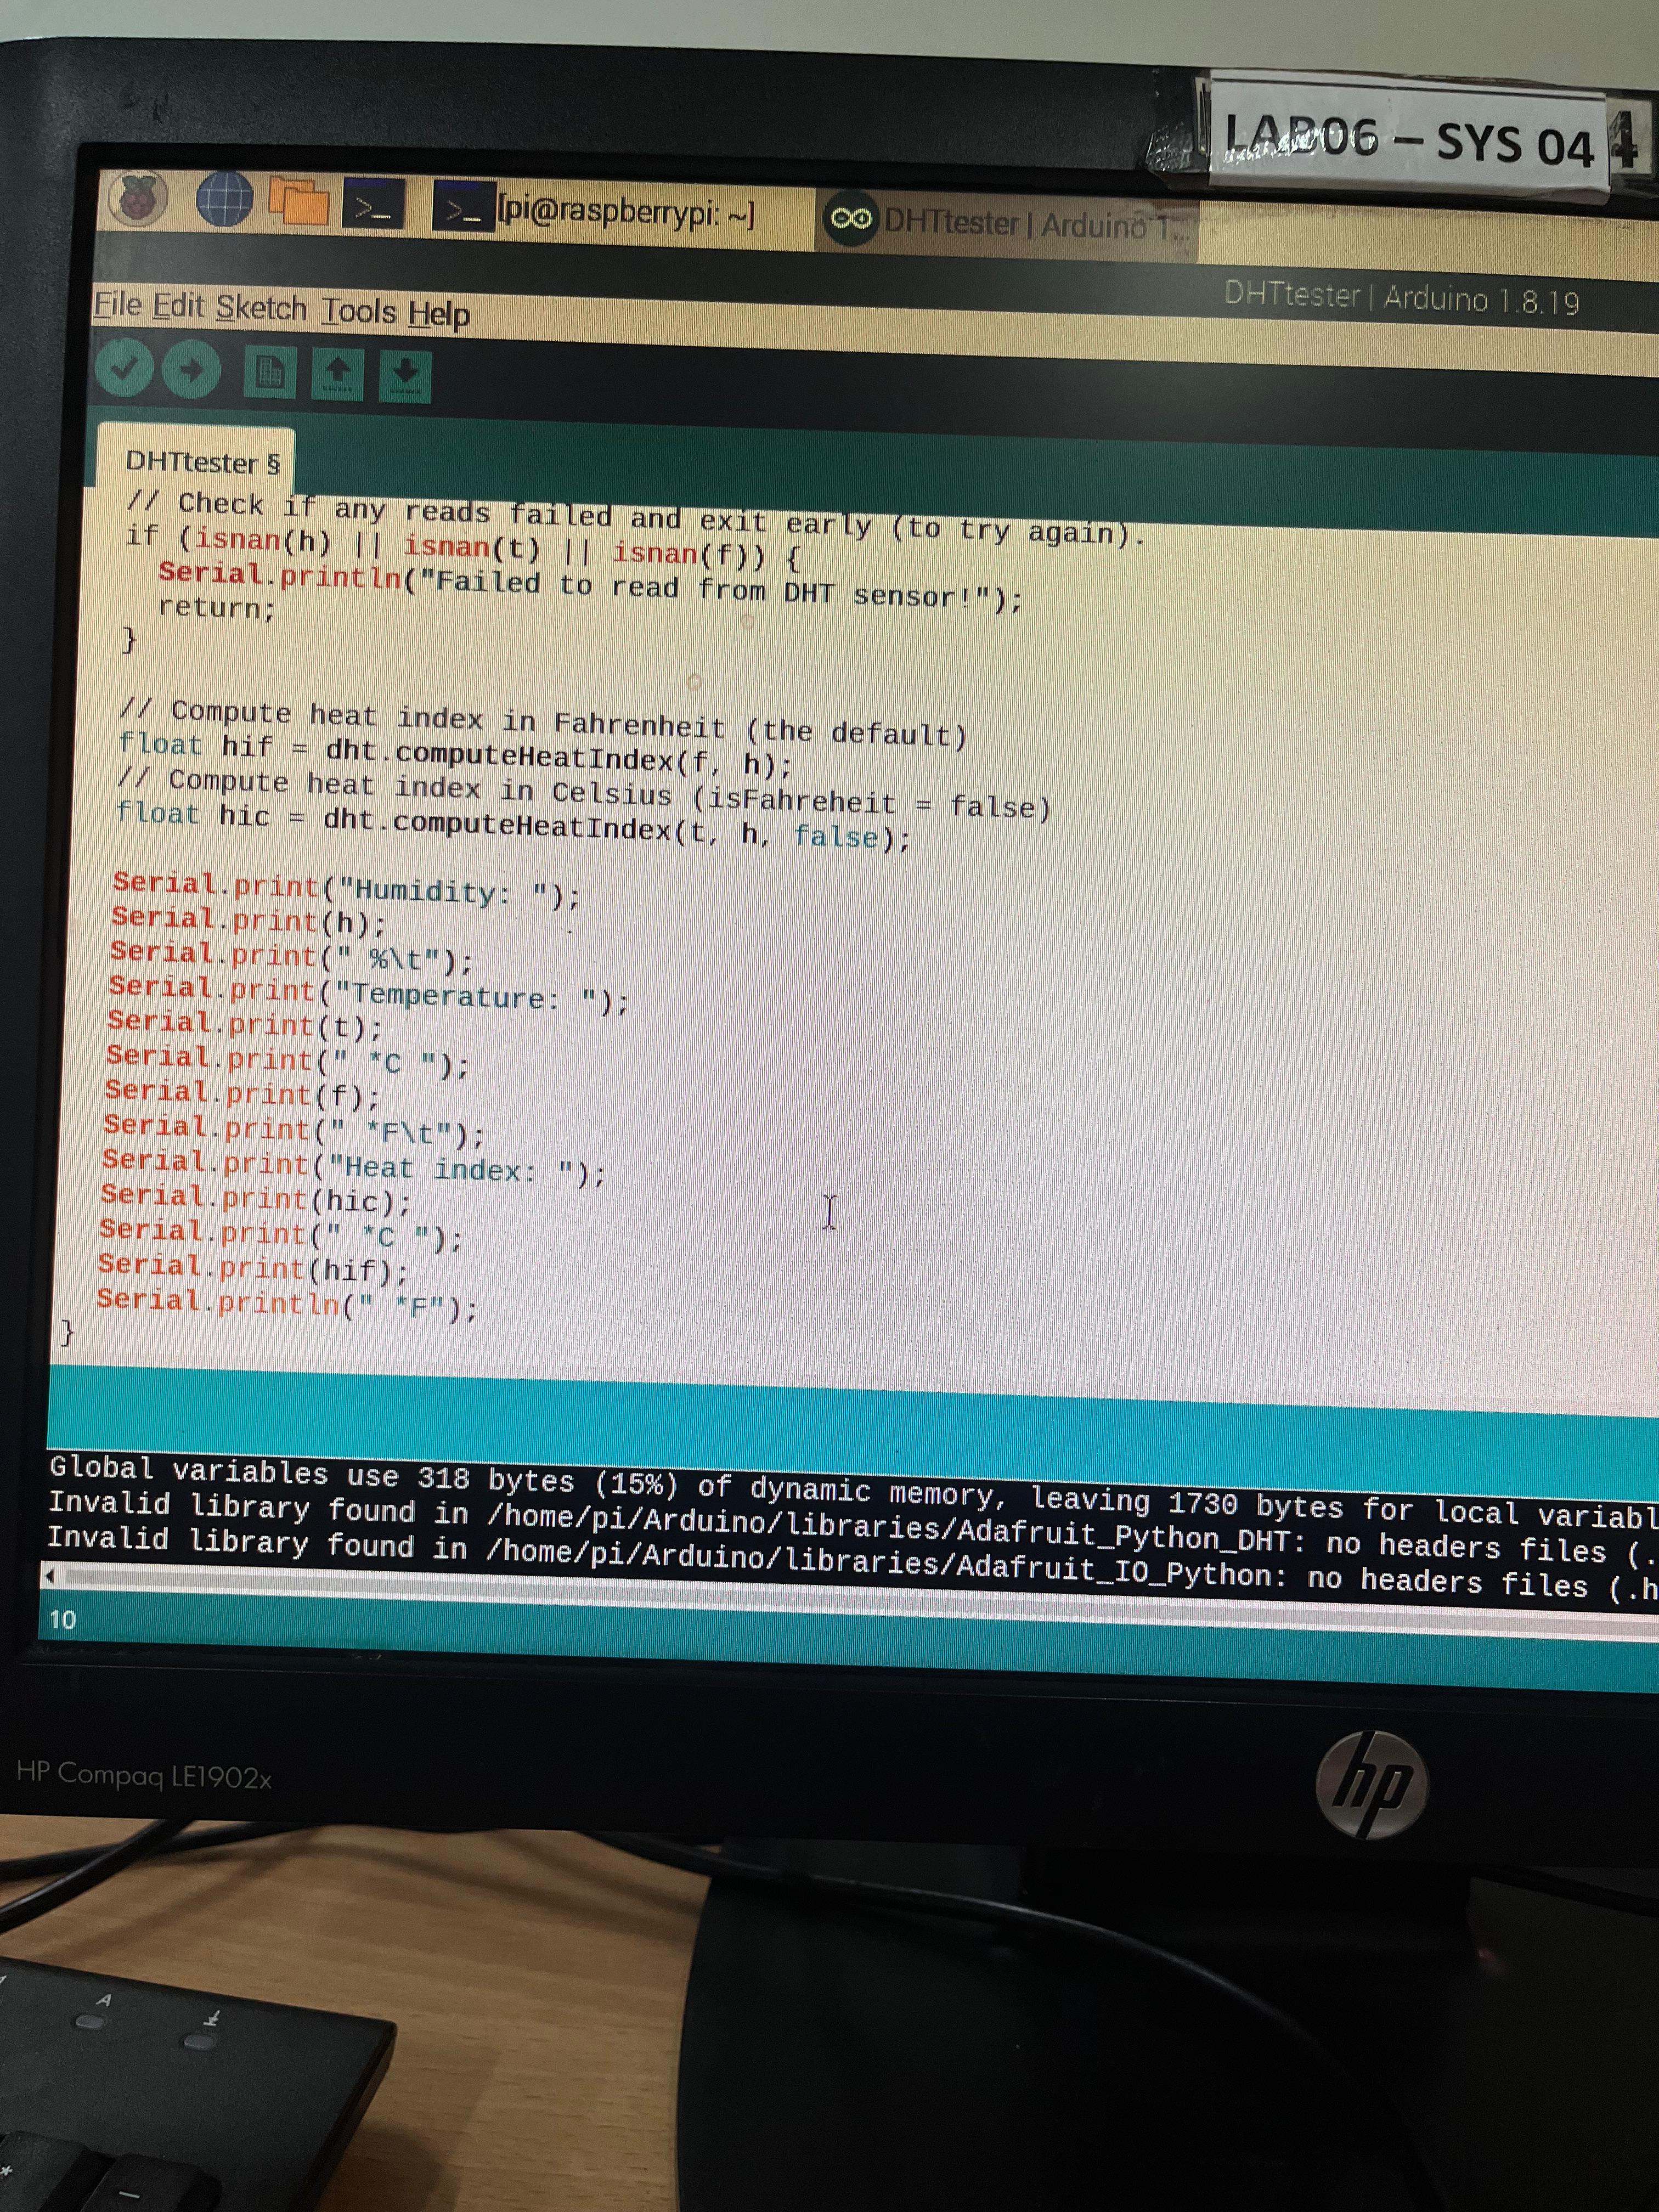 LAB06 – SYS 04
[pi@raspberrypi: ~]
DHTtester | Arduino 1...
DHTtester | Arduino 1.8.19
File Edit Sketch Tools Help
DHTtester §
// Check if any reads failed and exit early (to try again).
if (isnan(h) || isnan(t) || isnan(f)) {
Serial.println("Failed to read from DHT sensor!");
return;
}
// Compute heat index in Fahrenheit (the default)
float hif = dht.computeHeatIndex(f, h);
// Compute heat index in Celsius (isFahreheit = false)
float hic = dht.computeHeatIndex(t, h, false);
Serial.print("Humidity: ");
Serial.print(h);
Serial.print(" %\t");
Serial.print("Temperature: ");
Serial.print(t);
Serial.print(" *C ");
Serial.print(f);
Serial.print(" *F\t");
Serial.print("Heat index: ");
Serial.print(hic);
Serial.print(" *C ");
Serial.print(hif);
Serial.println(" *F");
}
Global variables use 318 bytes (15%) of dynamic memory, leaving 1730 bytes for local variabl
Invalid library found in /home/pi/Arduino/libraries/Adafruit_Python_DHT: no headers files (.
Invalid library found in /home/pi/Arduino/libraries/Adafruit_IO_Python: no headers files (.h
10
HP Compaq LE1902x
hp
A